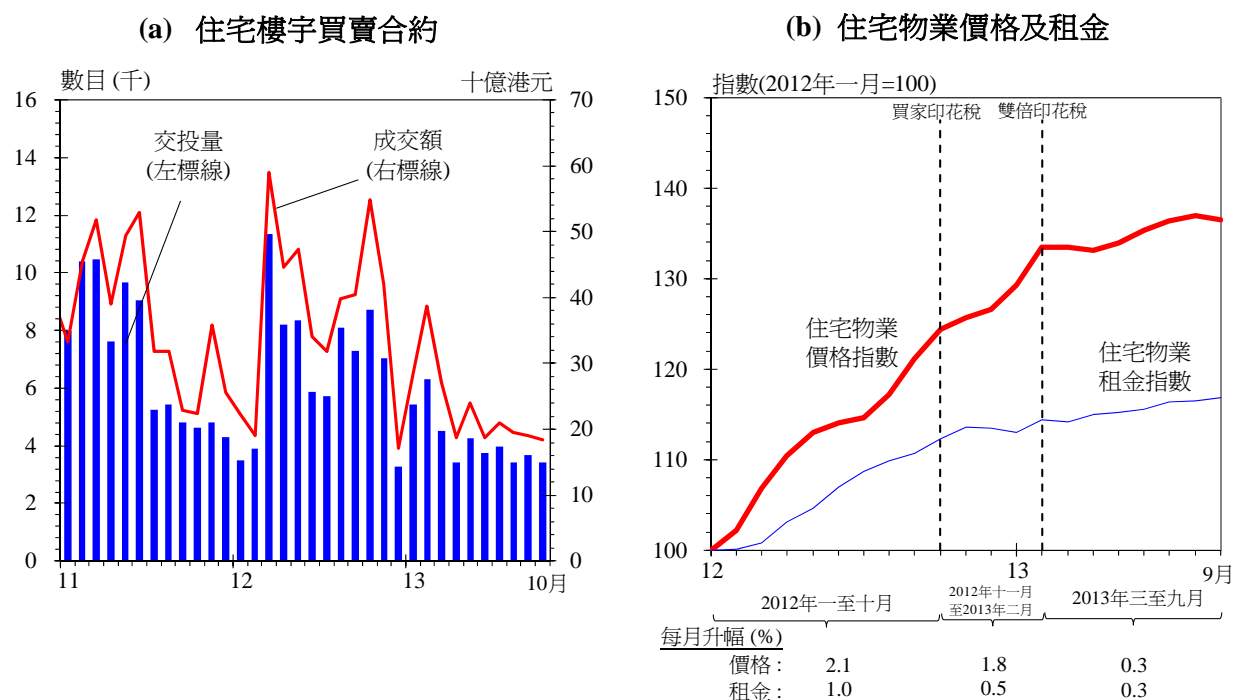 (a) 住宅樓宇買賣合約
數目 (千)
十億港元
16
14
12
10
8
6
4
2
0
70
60
50
40
30
20
10
0
交投量
(左標線)
成交額
(右標線)
11
12
13
10月
(b) 住宅物業價格及租金
指數(2012年一月=100)
150
140
130
120
110
100
買家印花稅
雙倍印花稅
住宅物業
價格指數
住宅物業
租金指數
12
13
9月
2012年一至十月
2012年十一月
至2013年二月
2013年三至九月
每月升幅 (%)
價格 : 2.1 1.8 0.3
租金 : 1.0 0.5 0.3